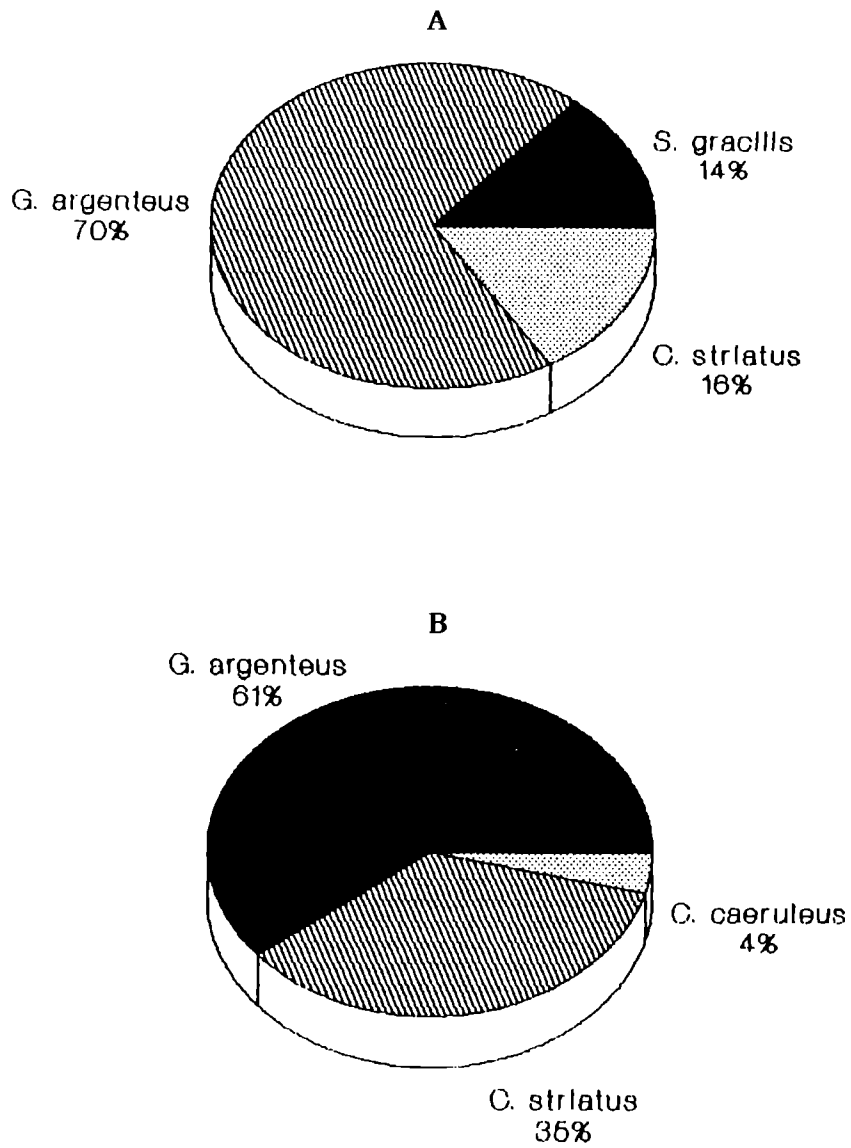 A
S. gracilis
14%
G. argenteus
70%
C. striatus
16%
B
G. argenteus
61%
C. caeruleus
4%
C. striatus
35%